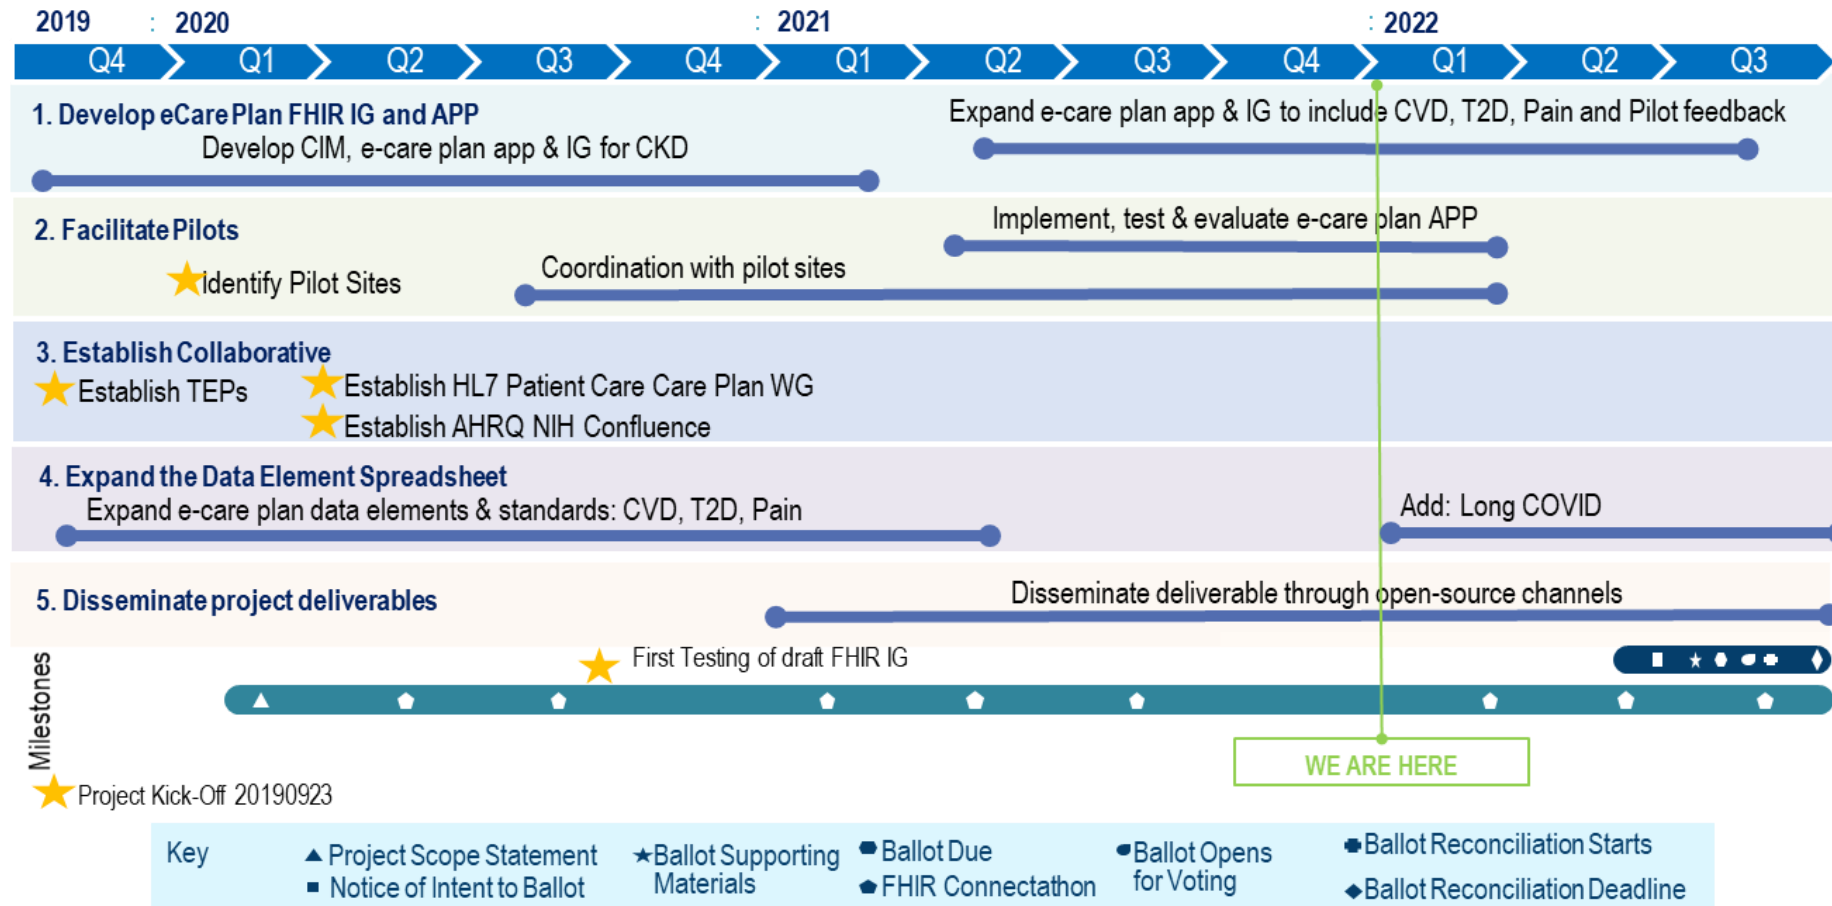 2019 : 2020 : 2021 : 2022
Q4 Q1 Q2 Q3 Q4 Q1 Q2 Q3 Q4 Q1 Q2 Q3
1. Develop eCare Plan FHIR IG and APP
Develop CIM, e-care plan app & IG for CKD
Expand e-care plan app & IG to include CVD, T2D, Pain and Pilot feedback
2. Facilitate Pilots
Identify Pilot Sites
Coordination with pilot sites
Implement, test & evaluate e-care plan APP
3. Establish Collaborative
Establish TEPs
Establish HL7 Patient Care Care Plan WG
Establish AHRQ NIH Confluence
4. Expand the Data Element Spreadsheet
Expand e-care plan data elements & standards: CVD, T2D, Pain
Add: Long COVID
5. Disseminate project deliverables
Disseminate deliverable through open-source channels
Milestones
First Testing of draft FHIR IG
WE ARE HERE
Project Kick-Off 20190923
Key
Project Scope Statement
Notice of Intent to Ballot
Ballot Supporting
Materials
Ballot Due
FHIR Connectathon
Ballot Opens
for Voting
Ballot Reconciliation Starts
Ballot Reconciliation Deadline